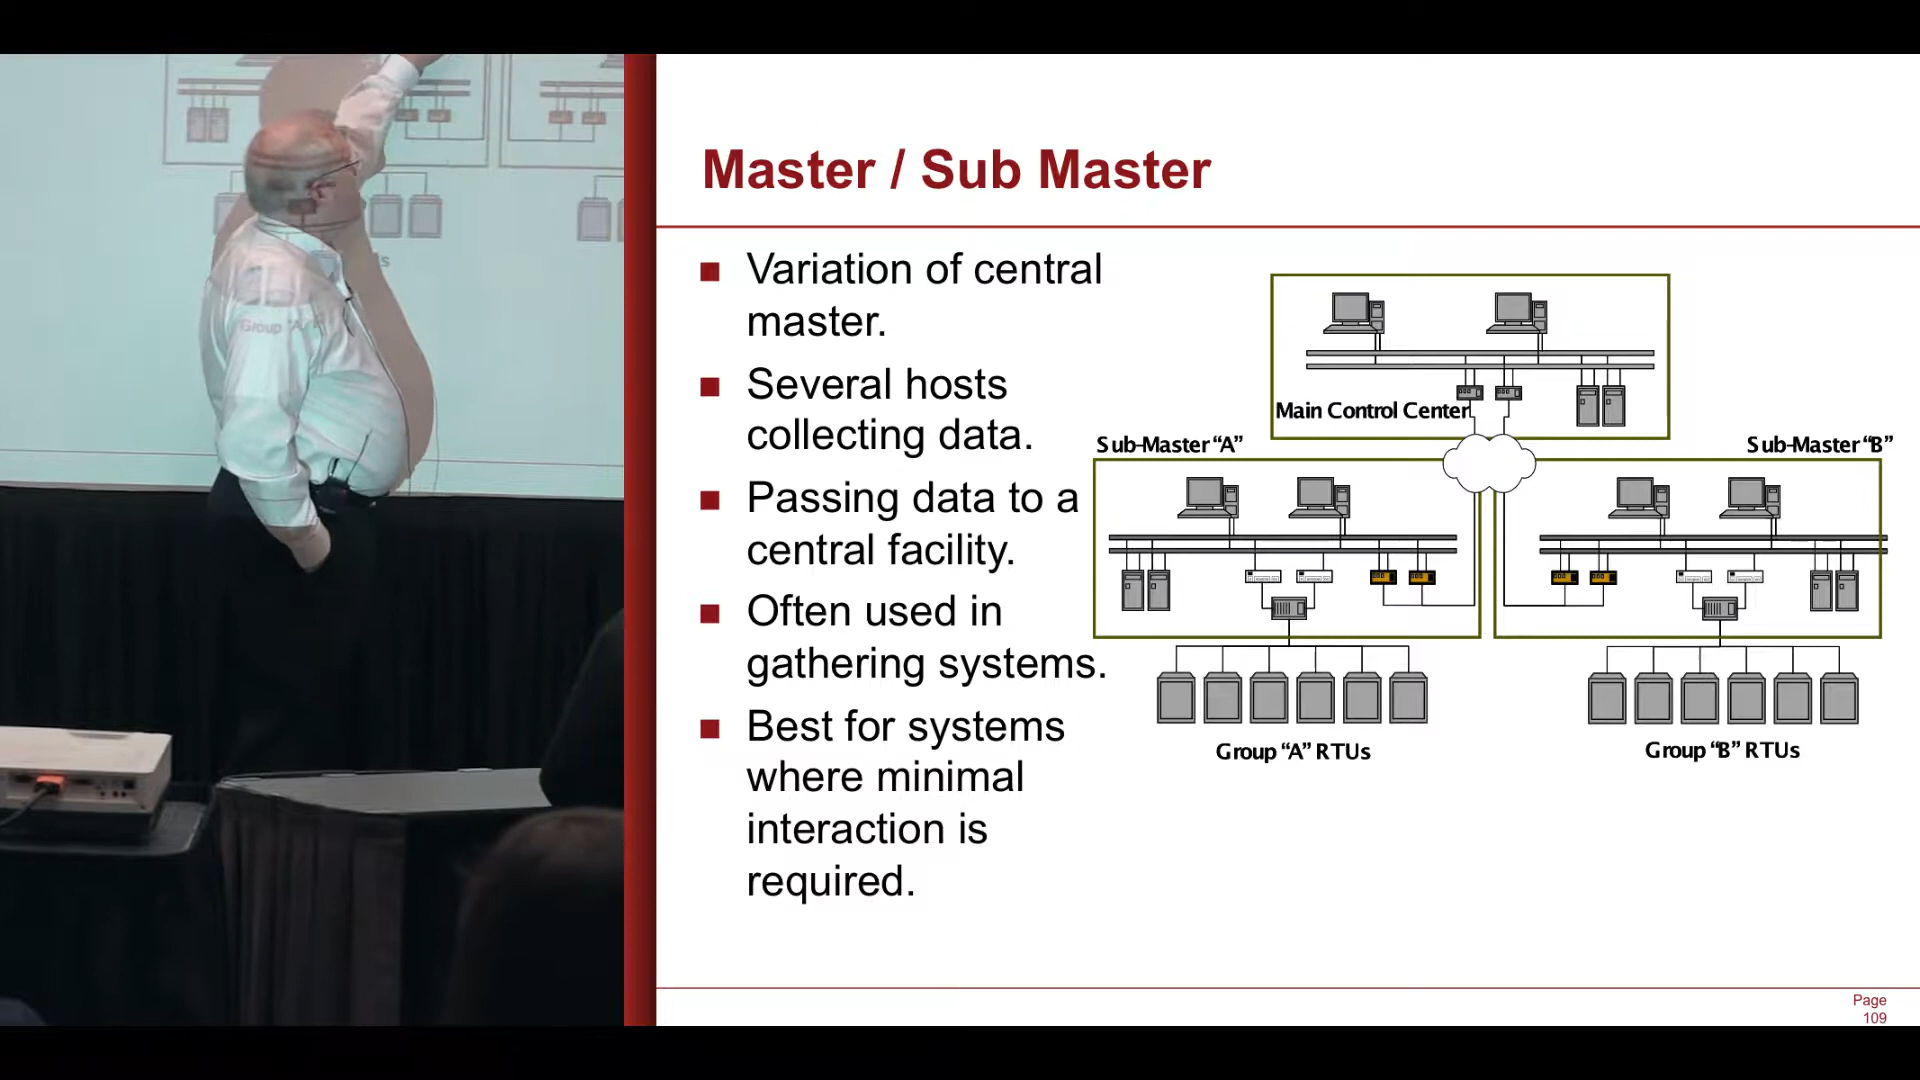 Master / Sub Master
Variation of central
master.
Several hosts
collecting data.
Passing data to a
central facility.
Often used in
gathering systems.
Best for systems
where minimal
interaction is
required.
Main Control Center
Sub-Master “A”
Sub-Master “B”
Group “A” RTUs
Group “B” RTUs
Page
109
Group “A”